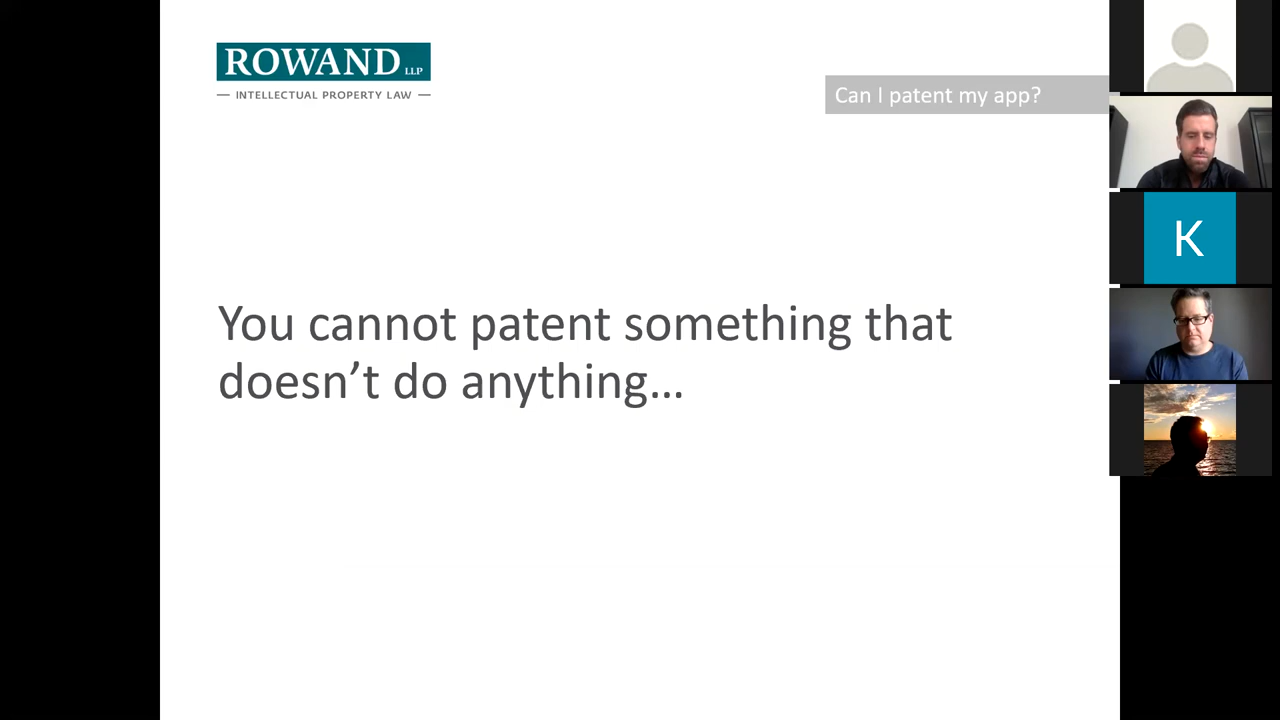 ROWAND LLP
— INTELLECTUAL PROPERTY LAW —
Can I patent my app?
K
You cannot patent something that
doesn’t do anything…